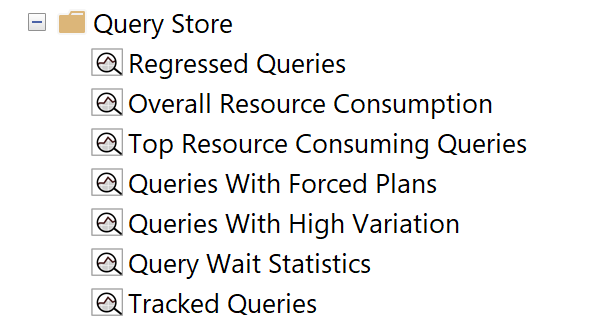 Query Store
Regressed Queries
Overall Resource Consumption
Top Resource Consuming Queries
Queries With Forced Plans
Queries With High Variation
Query Wait Statistics
Tracked Queries